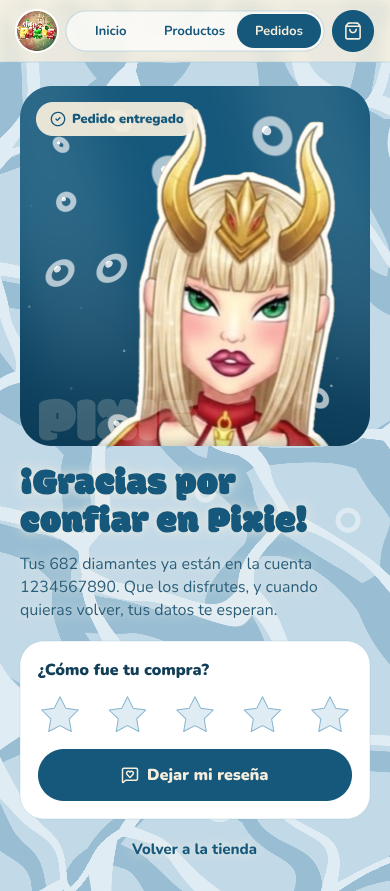 Inicio
Productos
Pedidos
Pedido entregado
PIXIE
¡Gracias por
confiar en Pixie!
Tus 682 diamantes ya están en la cuenta
1234567890. Que los disfrutes, y cuando
quieras volver, tus datos te esperan.
¿Cómo fue tu compra?
Dejar mi reseña
Volver a la tienda